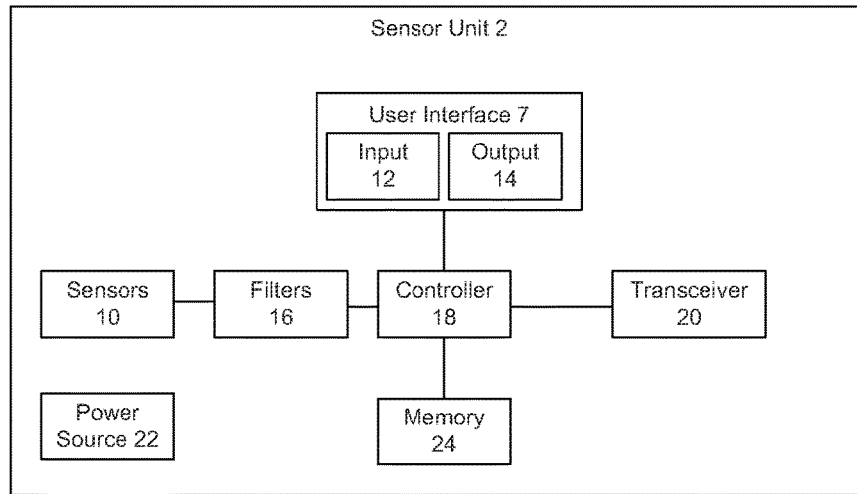 Sensor Unit 2
User Interface 7
Input
12
Output
14
Sensors
10
Filters
16
Controller
18
Transceiver
20
Power
Source 22
Memory
24